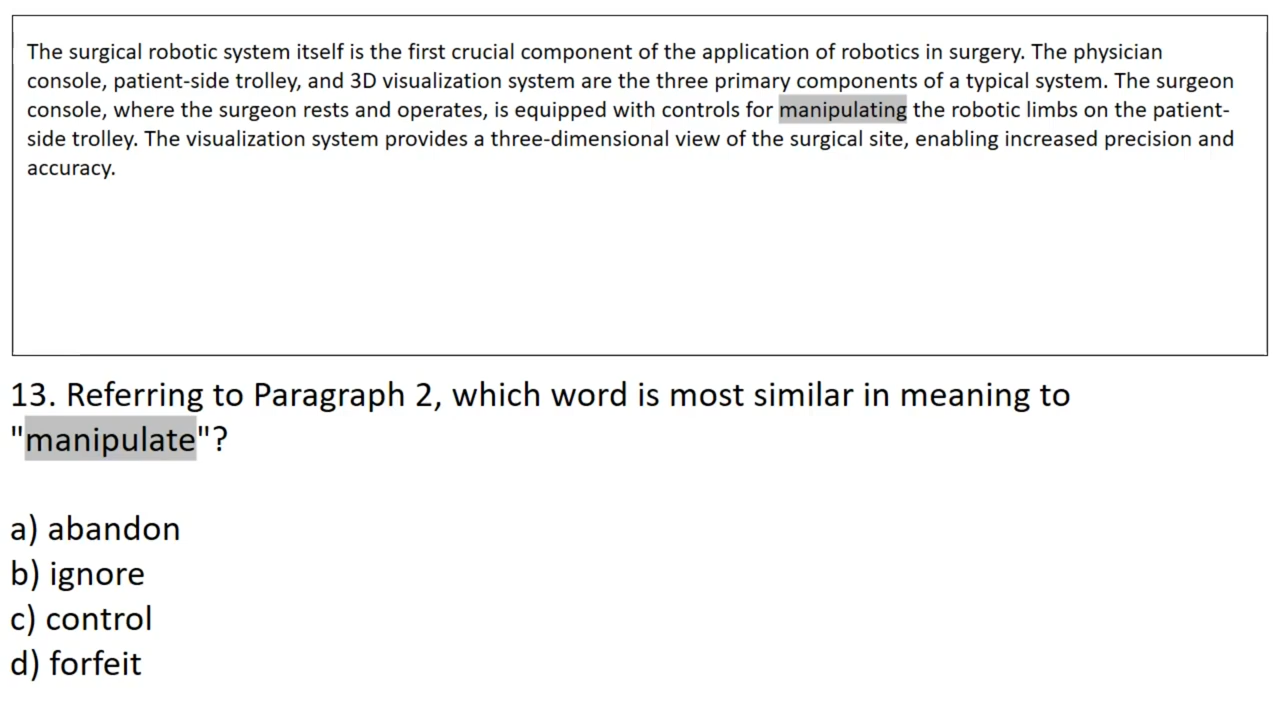 The surgical robotic system itself is the first crucial component of the application of robotics in surgery. The physician
console, patient-side trolley, and 3D visualization system are the three primary components of a typical system. The surgeon
console, where the surgeon rests and operates, is equipped with controls for manipulating the robotic limbs on the patient-
side trolley. The visualization system provides a three-dimensional view of the surgical site, enabling increased precision and
accuracy.
13. Referring to Paragraph 2, which word is most similar in meaning to
"manipulate"?
a) abandon
b) ignore
c) control
d) forfeit